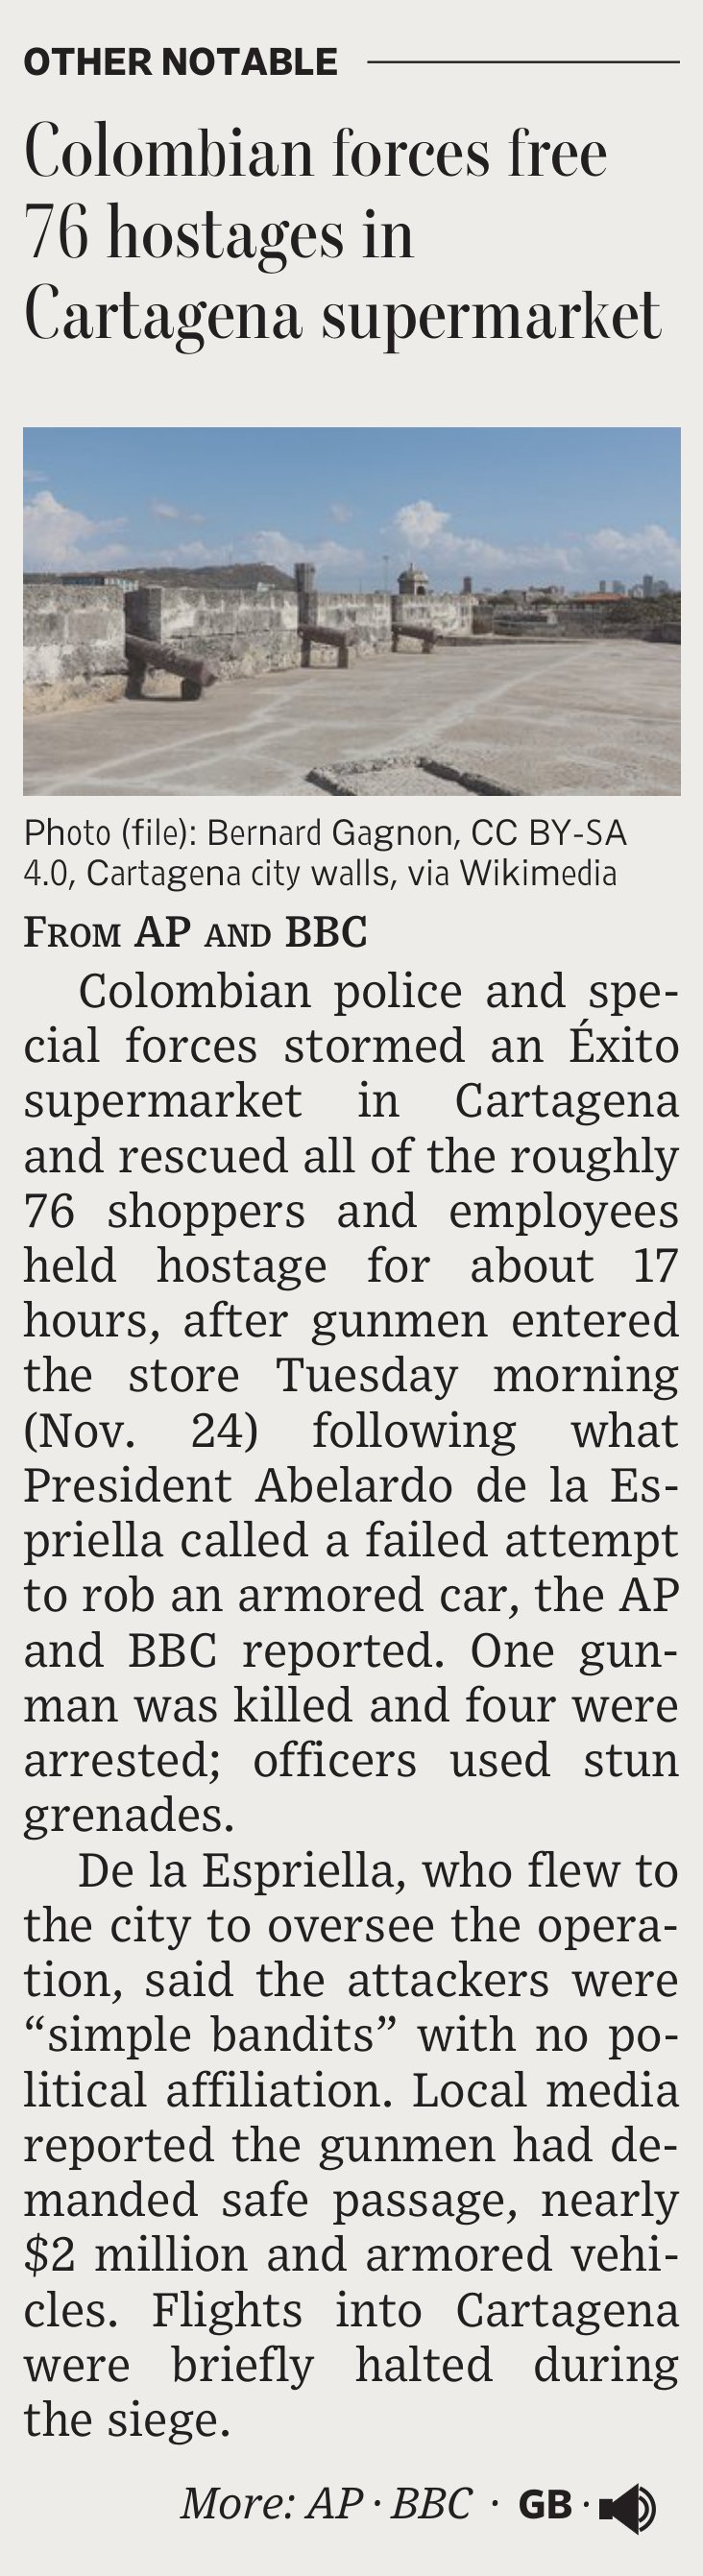 OTHER NOTABLE
Colombian forces free
76 hostages in
Cartagena supermarket
Photo (file): Bernard Gagnon, CC BY-SA
4.0, Cartagena city walls, via Wikimedia
From AP and BBC
Colombian police and spe-
cial forces stormed an Éxito
supermarket in Cartagena
and rescued all of the roughly
76 shoppers and employees
held hostage for about 17
hours, after gunmen entered
the store Tuesday morning
(Nov. 24) following what
President Abelardo de la Es-
priella called a failed attempt
to rob an armored car, the AP
and BBC reported. One gun-
man was killed and four were
arrested; officers used stun
grenades.
De la Espriella, who flew to
the city to oversee the opera-
tion, said the attackers were
“simple bandits” with no po-
litical affiliation. Local media
reported the gunmen had de-
manded safe passage, nearly
$2 million and armored vehi-
cles. Flights into Cartagena
were briefly halted during
the siege.
More: AP · BBC · GB ·